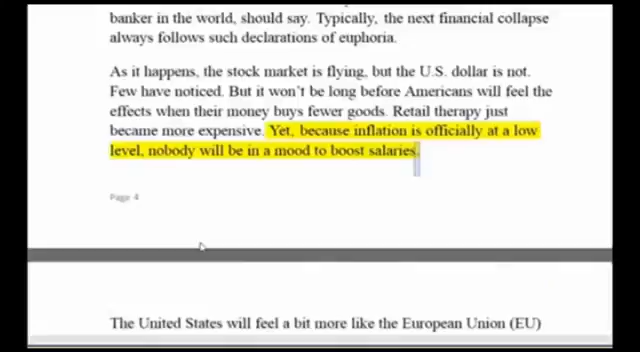 banker in the world, should say. Typically, the next financial collapse
always follows such declarations of euphoria.
As it happens, the stock market is flying, but the U.S. dollar is not.
Few have noticed. But it won't be long before Americans will feel the
effects when their money buys fewer goods. Retail therapy just
became more expensive. Yet, because inflation is officially at a low
level, nobody will be in a mood to boost salaries.
Page 4
The United States will feel a bit more like the European Union (EU)